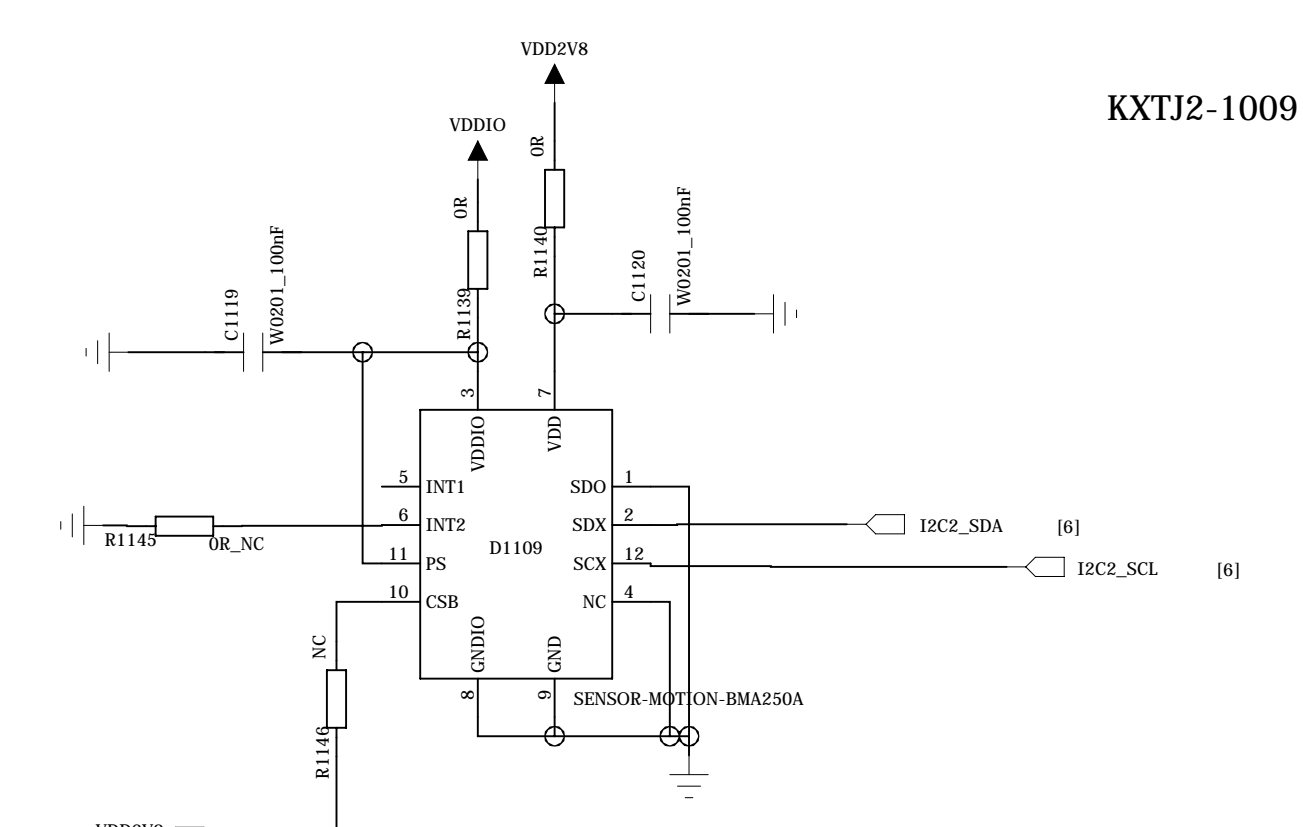 VDD2V8
KXTJ2-1009
VDDIO
0R
0R
R1140
C1120
W0201_100nF
C1119
W0201_100nF
R1139
3
7
VDDIO
VDD
5
INT1
SDO
1
6
INT2
SDX
2
I2C2_SDA
[6]
R1145
0R_NC
D1109
11
PS
SCX
12
I2C2_SCL
[6]
10
CSB
NC
4
NC
GNDIO
GND
8
9
SENSOR-MOTION-BMA250A
R1146